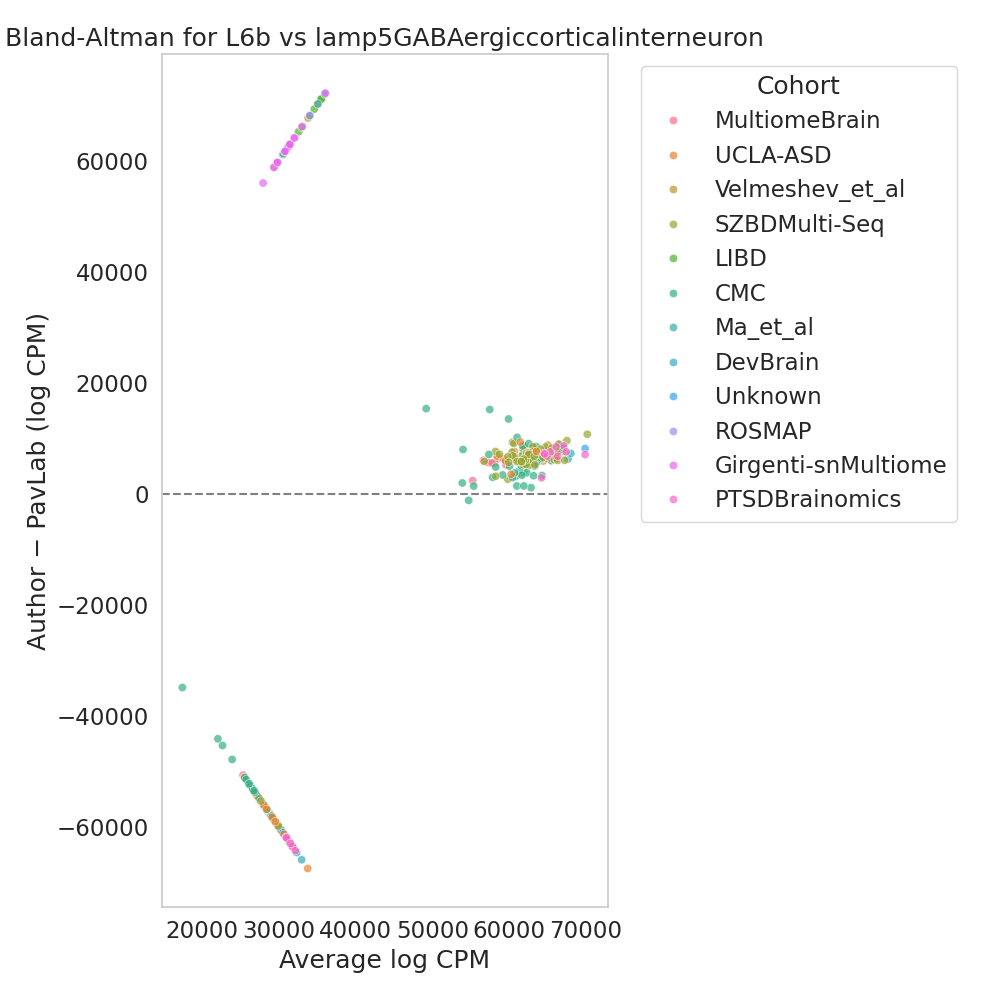 Bland-Altman for L6b vs lamp5GABAergiccorticalinterneuron
Author − PavLab (log CPM)
60000
40000
20000
0
−20000
−40000
−60000
20000 30000 40000 50000 60000 70000
Average log CPM
Cohort
MultiomeBrain
UCLA-ASD
Velmeshev_et_al
SZBDMulti-Seq
LIBD
CMC
Ma_et_al
DevBrain
Unknown
ROSMAP
Girgenti-snMultiome
PTSDBrainomics